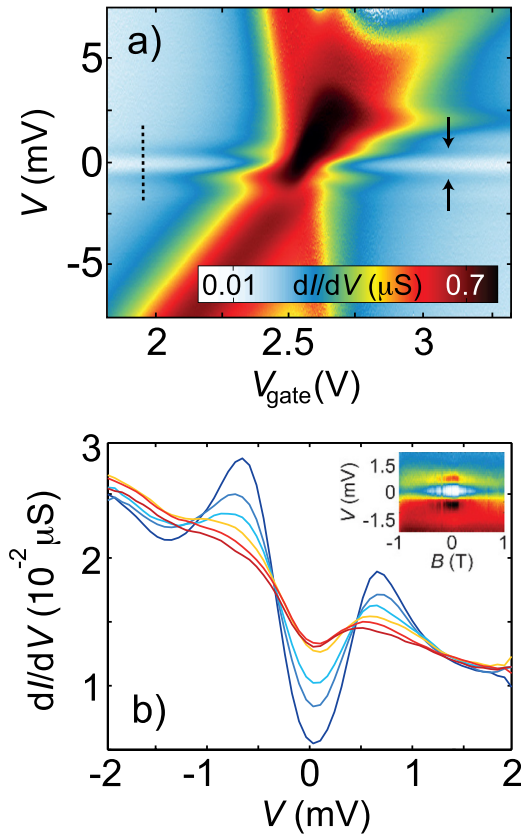 a)
5
0
-5
V (mV)
0.01 dI/dV (μS) 0.7
2 2.5 3
Vgate (V)
3
2
1
dI/dV (10-2 μS)
b)
1.5
0
-1.5
V (mV)
-1 0 1
B (T)
-2 -1 0 1 2
V (mV)